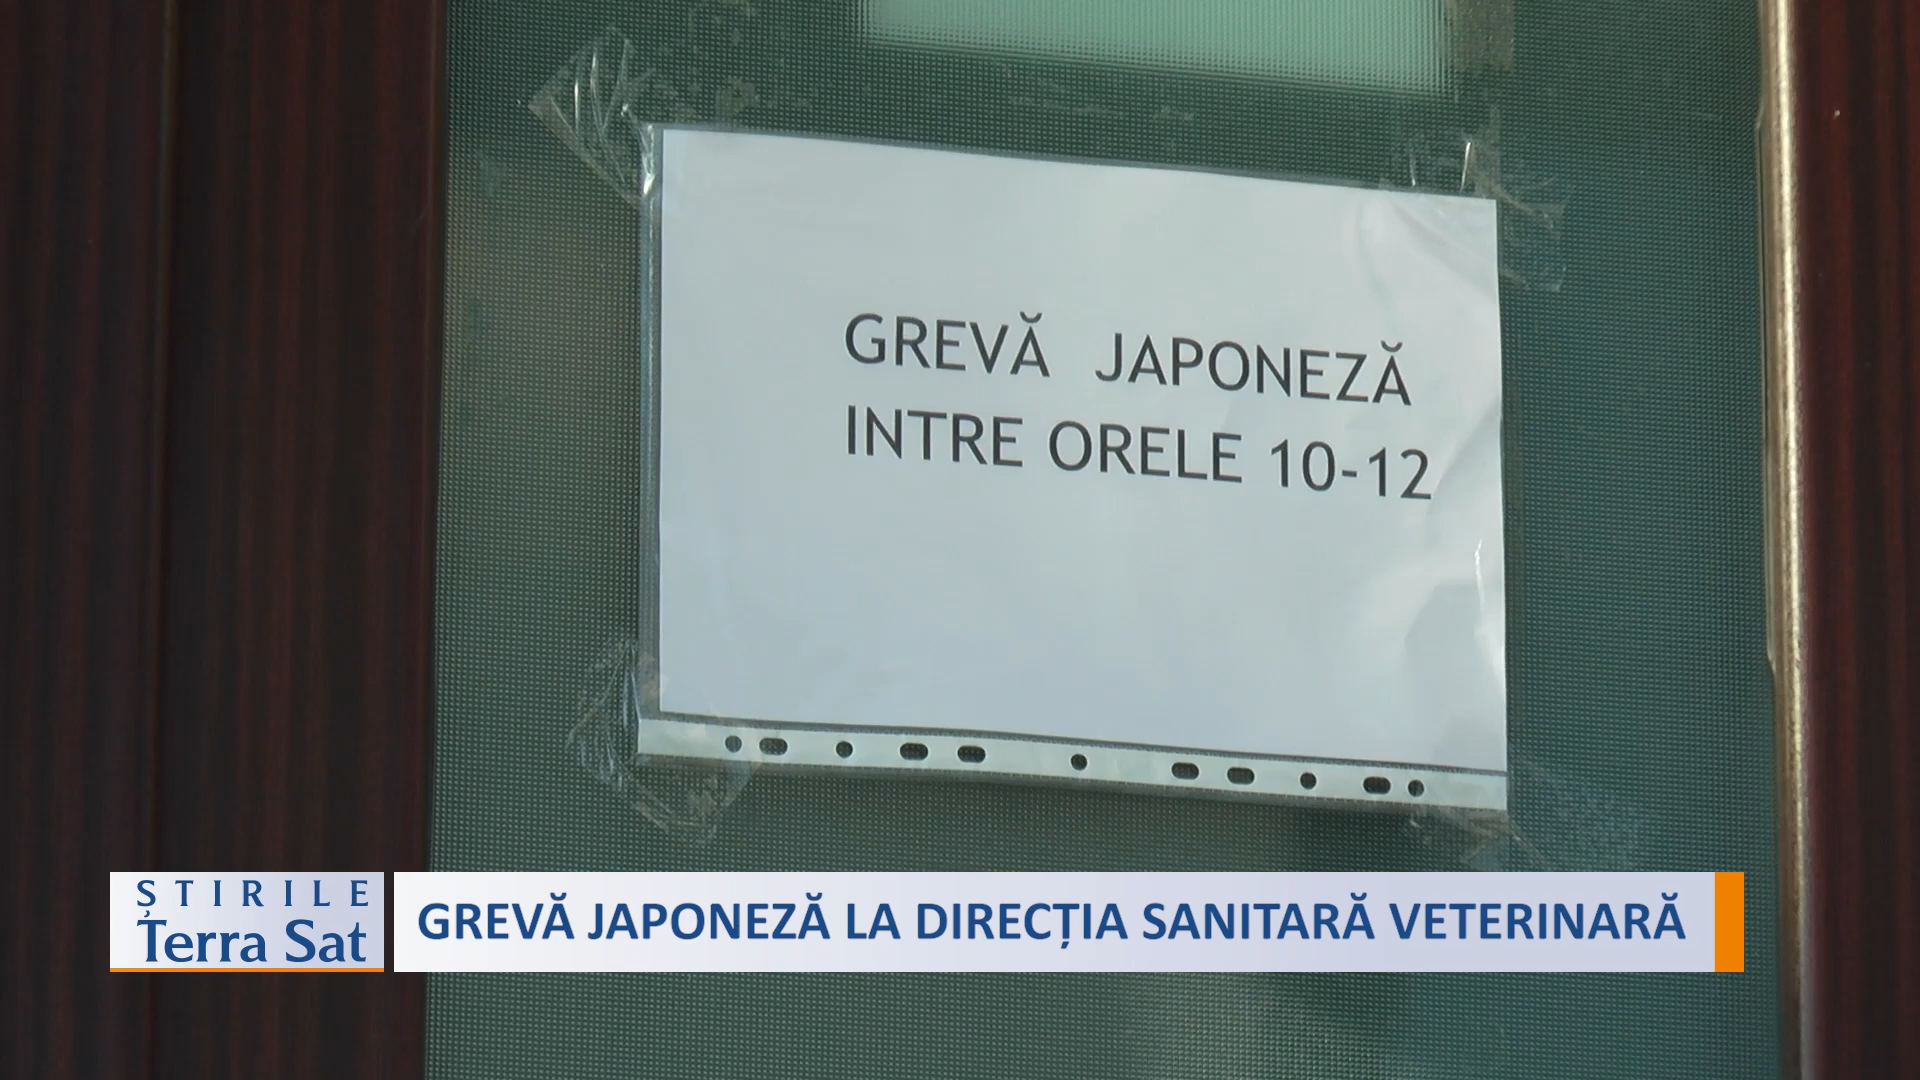 GREVĂ JAPONEZĂ
INTRE ORELE 10-12
ȘTIRILE
Terra Sat
GREVĂ JAPONEZĂ LA DIRECȚIA SANITARĂ VETERINARĂ